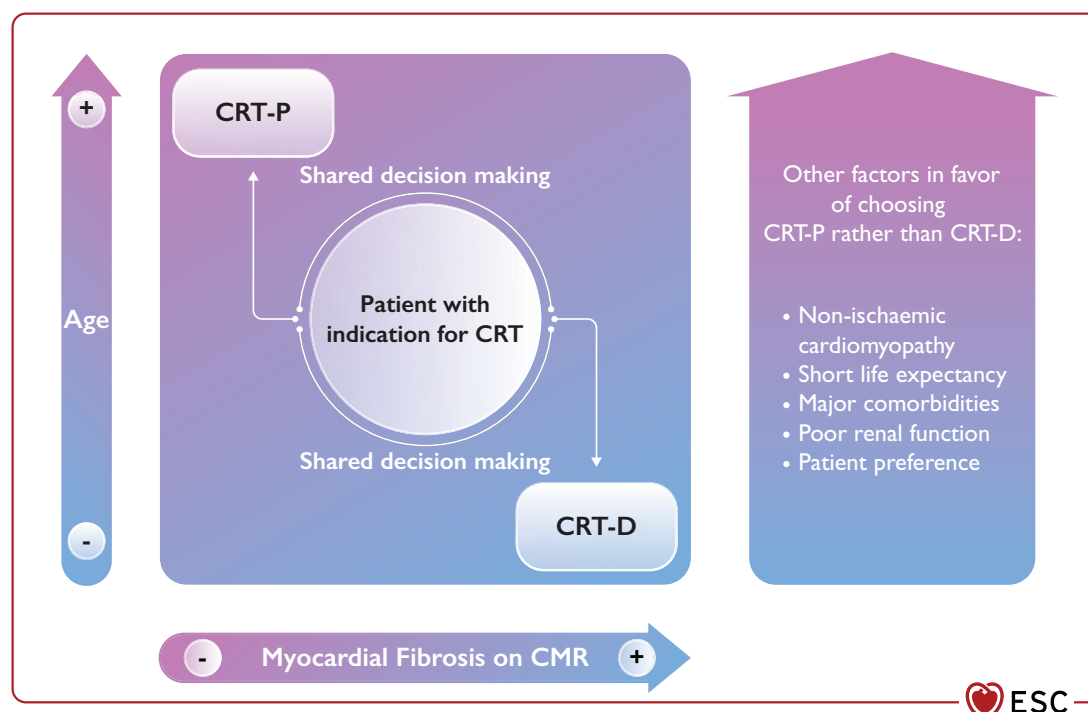 +
Age
-
CRT-P
Shared decision making
Patient with
indication for CRT
Shared decision making
CRT-D
- Myocardial Fibrosis on CMR +
Other factors in favor
of choosing
CRT-P rather than CRT-D:
• Non-ischaemic
cardiomyopathy
• Short life expectancy
• Major comorbidities
• Poor renal function
• Patient preference
ESC